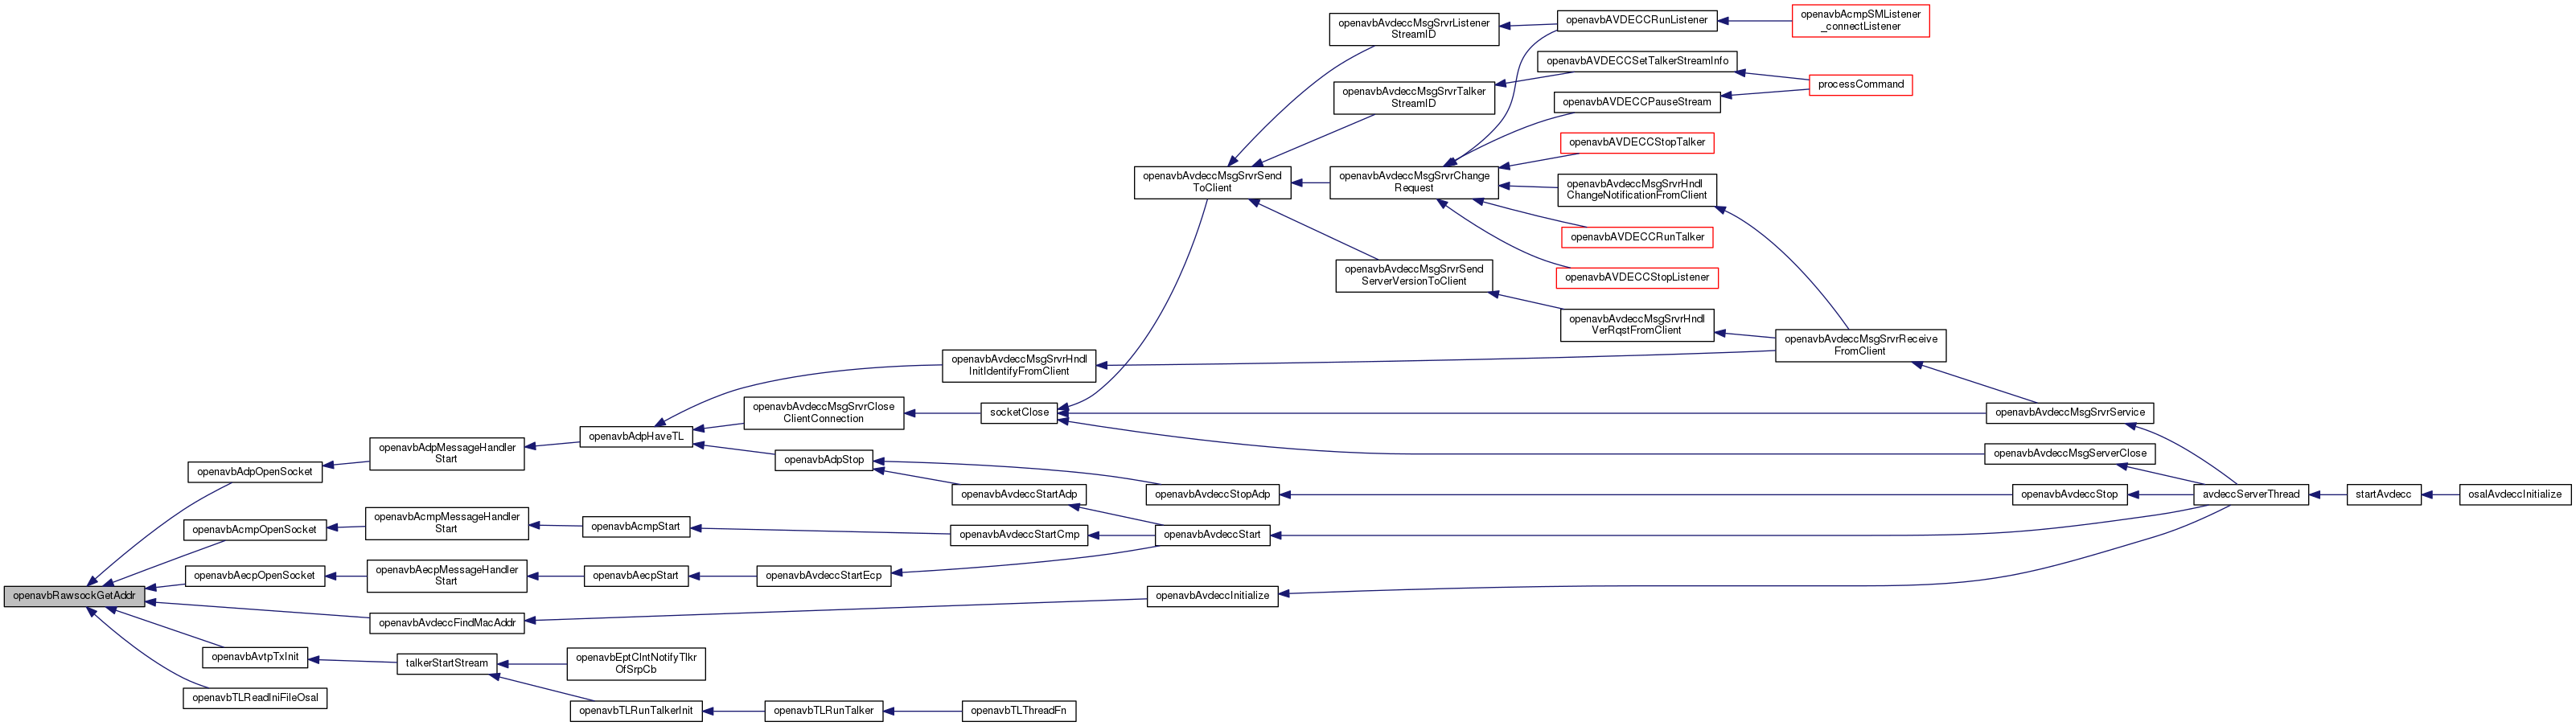 openavbRawsockGetAddr
openavbAdpOpenSocket
openavbAcmpOpenSocket
openavbAecpOpenSocket
openavbAvdeccFindMacAddr
openavbAvtpTxInit
openavbTLReadIniFileOsal
openavbAdpMessageHandler
Start
openavbAcmpMessageHandler
Start
openavbAecpMessageHandler
Start
talkerStartStream
openavbAdpHaveTL
openavbAcmpStart
openavbAecpStart
openavbEptClntNotifyTlkr
OfSrpCb
openavbTLRunTalkerInit
openavbAvdeccMsgSrvrClose
ClientConnection
openavbAdpStop
openavbAvdeccStartEcp
openavbTLRunTalker
openavbAvdeccMsgSrvrHndl
InitIdentifyFromClient
socketClose
openavbAvdeccStartAdp
openavbAvdeccStartCmp
openavbTLThreadFn
openavbAvdeccMsgSrvrSend
ToClient
openavbAvdeccStopAdp
openavbAvdeccStart
openavbAvdeccInitialize
openavbAvdeccMsgSrvrListener
StreamID
openavbAvdeccMsgSrvrTalker
StreamID
openavbAvdeccMsgSrvrChange
Request
openavbAvdeccMsgSrvrSend
ServerVersionToClient
openavbAVDECCRunListener
openavbAVDECCSetTalkerStreamInfo
openavbAVDECCPauseStream
openavbAVDECCStopTalker
openavbAvdeccMsgSrvrHndl
ChangeNotificationFromClient
openavbAVDECCRunTalker
openavbAVDECCStopListener
openavbAvdeccMsgSrvrHndl
VerRqstFromClient
openavbAcmpSMListener
_connectListener
processCommand
openavbAvdeccMsgSrvrReceive
FromClient
openavbAvdeccMsgSrvrService
openavbAvdeccMsgServerClose
openavbAvdeccStop
avdeccServerThread
startAvdecc
osalAvdeccInitialize